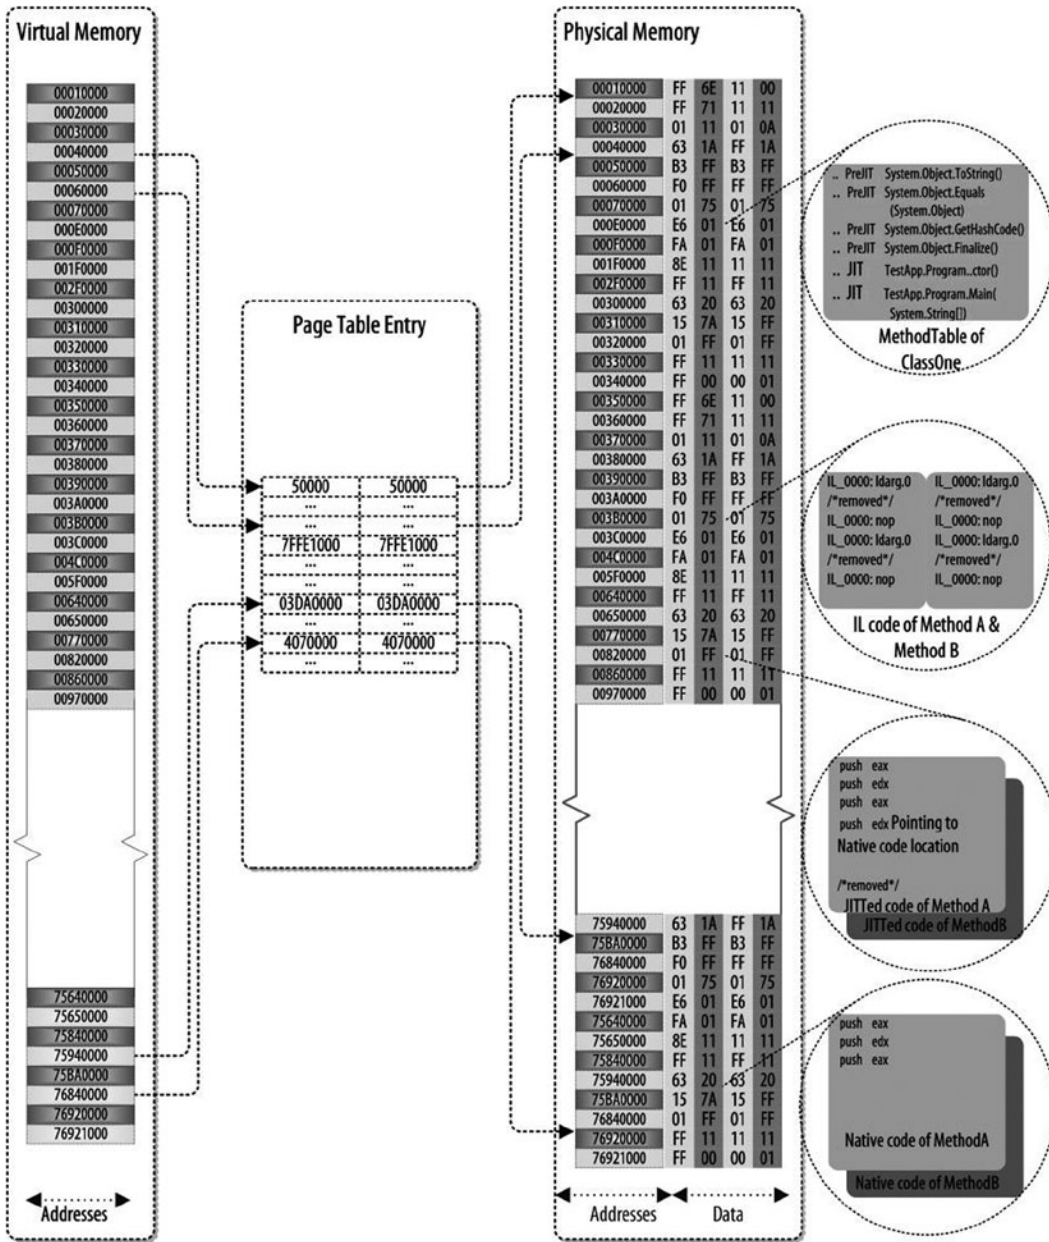 Virtual Memory
00010000
00020000
00030000
00040000
00050000
00060000
00070000
000E0000
000F0000
001F0000
002F0000
00300000
00310000
00320000
00330000
00340000
00350000
00360000
00370000
00380000
00390000
003A0000
003B0000
003C0000
004C0000
005F0000
00640000
00650000
00770000
00820000
00860000
00970000
75640000
75650000
75840000
75940000
75BA0000
76840000
76920000
76921000
Addresses
Page Table Entry
50000 50000
... ...
... ...
7FFE1000 7FFE1000
... ...
... ...
03DA0000 03DA0000
... ...
4070000 4070000
... ...
Physical Memory
00010000 FF 6E 11 00
00020000 FF 71 11 11
00030000 01 11 01 0A
00040000 63 1A FF 1A
00050000 B3 FF B3 FF
00060000 F0 FF FF FF
00070000 01 75 01 75
000E0000 E6 01 E6 01
000F0000 FA 01 FA 01
001F0000 8E 11 11 11
002F0000 FF 11 FF 11
00300000 63 20 63 20
00310000 15 7A 15 FF
00320000 01 FF 01 FF
00330000 FF 11 11 11
00340000 FF 00 00 01
00350000 FF 6E 11 00
00360000 FF 71 11 11
00370000 01 11 01 0A
00380000 63 1A FF 1A
00390000 B3 FF B3 FF
003A0000 F0 FF FF FF
003B0000 01 75 01 75
003C0000 E6 01 E6 01
004C0000 FA 01 FA 01
005F0000 8E 11 11 11
00640000 FF 11 FF 11
00650000 63 20 63 20
00770000 15 7A 15 FF
00820000 01 FF 01 FF
00860000 FF 11 11 11
00970000 FF 00 00 01
75940000 63 1A FF 1A
75BA0000 B3 FF B3 FF
76840000 F0 FF FF FF
76920000 01 75 01 75
76921000 E6 01 E6 01
75640000 FA 01 FA 01
75650000 8E 11 11 11
75840000 FF 11 FF 11
75940000 63 20 63 20
75BA0000 15 7A 15 FF
76840000 01 FF 01 FF
76920000 FF 11 11 11
76921000 FF 00 00 01
Addresses Data
.. PreJIT System.Object.ToString()
.. PreJIT System.Object.Equals
(System.Object)
.. PreJIT System.Object.GetHashCode()
.. PreJIT System.Object.Finalize()
.. JIT TestApp.Program..ctor()
.. JIT TestApp.Program.Main(
System.String[])
MethodTable of
ClassOne
IL_0000: ldarg.0 IL_0000: ldarg.0
/*removed*/ /*removed*/
IL_0000: nop IL_0000: nop
IL_0000: ldarg.0 IL_0000: ldarg.0
/*removed*/ /*removed*/
IL_0000: nop IL_0000: nop
IL code of Method A &
Method B
push eax
push edx
push eax
push edx Pointing to
Native code location
/*removed*/
JITTed code of Method A
JITTed code of MethodB
push eax
push edx
push eax
Native code of MethodA
Native code of MethodB